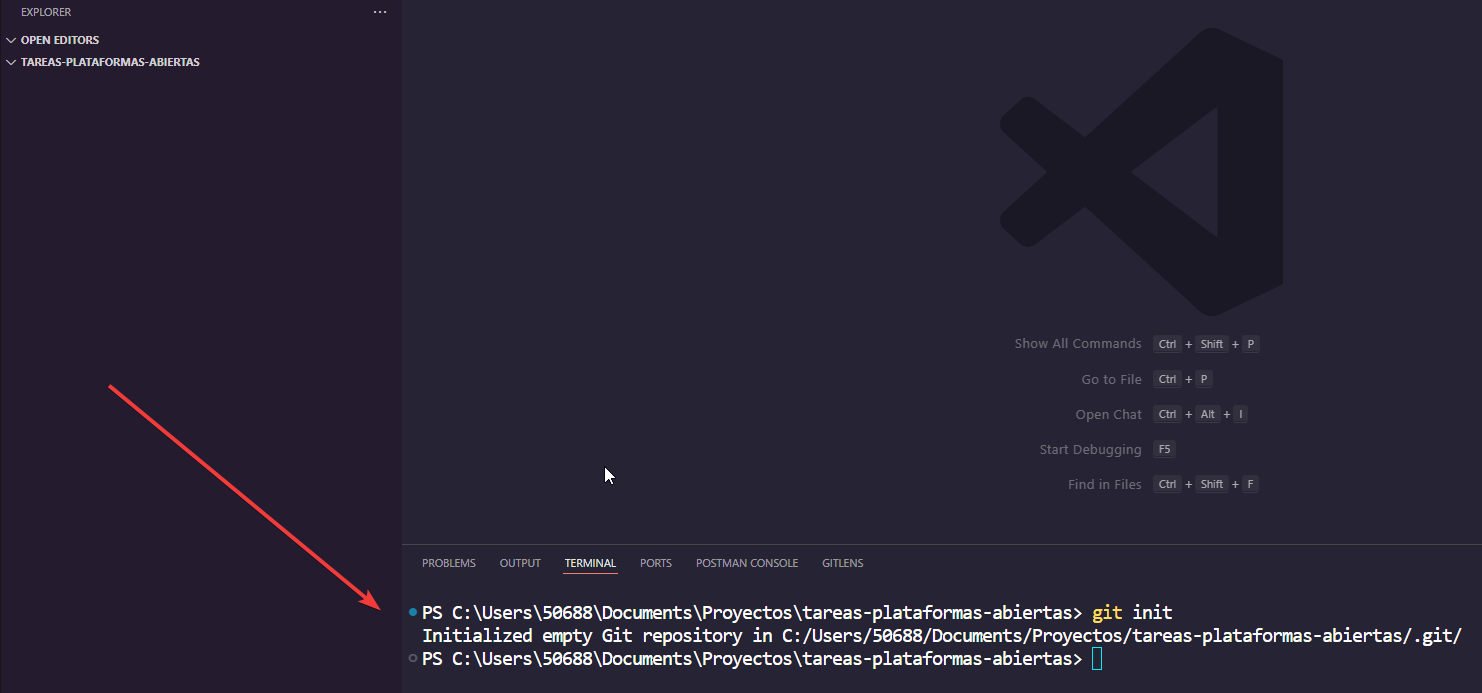 EXPLORER
OPEN EDITORS
TAREAS-PLATAFORMAS-ABIERTAS
Show All Commands Ctrl + Shift + P
Go to File Ctrl + P
Open Chat Ctrl + Alt + I
Start Debugging F5
Find in Files Ctrl + Shift + F
PROBLEMS OUTPUT TERMINAL PORTS POSTMAN CONSOLE GITLENS
PS C:\Users\50688\Documents\Proyectos\tareas-plataformas-abiertas> git init
Initialized empty Git repository in C:/Users/50688/Documents/Proyectos/tareas-plataformas-abiertas/.git/
PS C:\Users\50688\Documents\Proyectos\tareas-plataformas-abiertas>